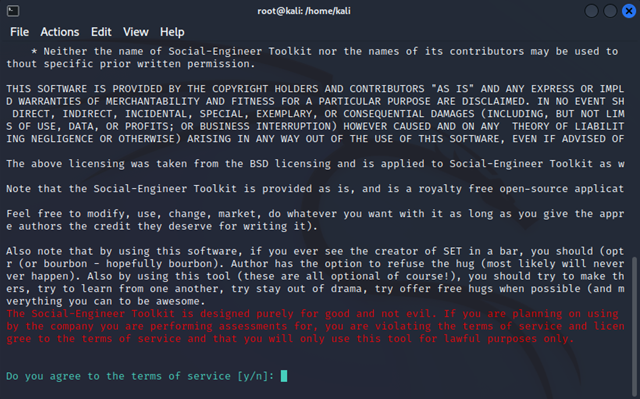 root@kali: /home/kali
File Actions Edit View Help
* Neither the name of Social-Engineer Toolkit nor the names of its contributors may be used to
thout specific prior written permission.
THIS SOFTWARE IS PROVIDED BY THE COPYRIGHT HOLDERS AND CONTRIBUTORS "AS IS" AND ANY EXPRESS OR IMPL
D WARRANTIES OF MERCHANTABILITY AND FITNESS FOR A PARTICULAR PURPOSE ARE DISCLAIMED. IN NO EVENT SH
DIRECT, INDIRECT, INCIDENTAL, SPECIAL, EXEMPLARY, OR CONSEQUENTIAL DAMAGES (INCLUDING, BUT NOT LIM
S OF USE, DATA, OR PROFITS; OR BUSINESS INTERRUPTION) HOWEVER CAUSED AND ON ANY THEORY OF LIABILIT
ING NEGLIGENCE OR OTHERWISE) ARISING IN ANY WAY OUT OF THE USE OF THIS SOFTWARE, EVEN IF ADVISED OF
The above licensing was taken from the BSD licensing and is applied to Social-Engineer Toolkit as w
Note that the Social-Engineer Toolkit is provided as is, and is a royalty free open-source applicat
Feel free to modify, use, change, market, do whatever you want with it as long as you give the appr
e authors the credit they deserve for writing it).
Also note that by using this software, if you ever see the creator of SET in a bar, you should (opt
r (or bourbon - hopefully bourbon). Author has the option to refuse the hug (most likely will never
ver happen). Also by using this tool (these are all optional of course!), you should try to make th
ers, try to learn from one another, try stay out of drama, try offer free hugs when possible (and m
verything you can to be awesome.
The Social-Engineer Toolkit is designed purely for good and not evil. If you are planning on using
by the company you are performing assessments for, you are violating the terms of service and licen
gree to the terms of service and that you will only use this tool for lawful purposes only.
Do you agree to the terms of service [y/n]: